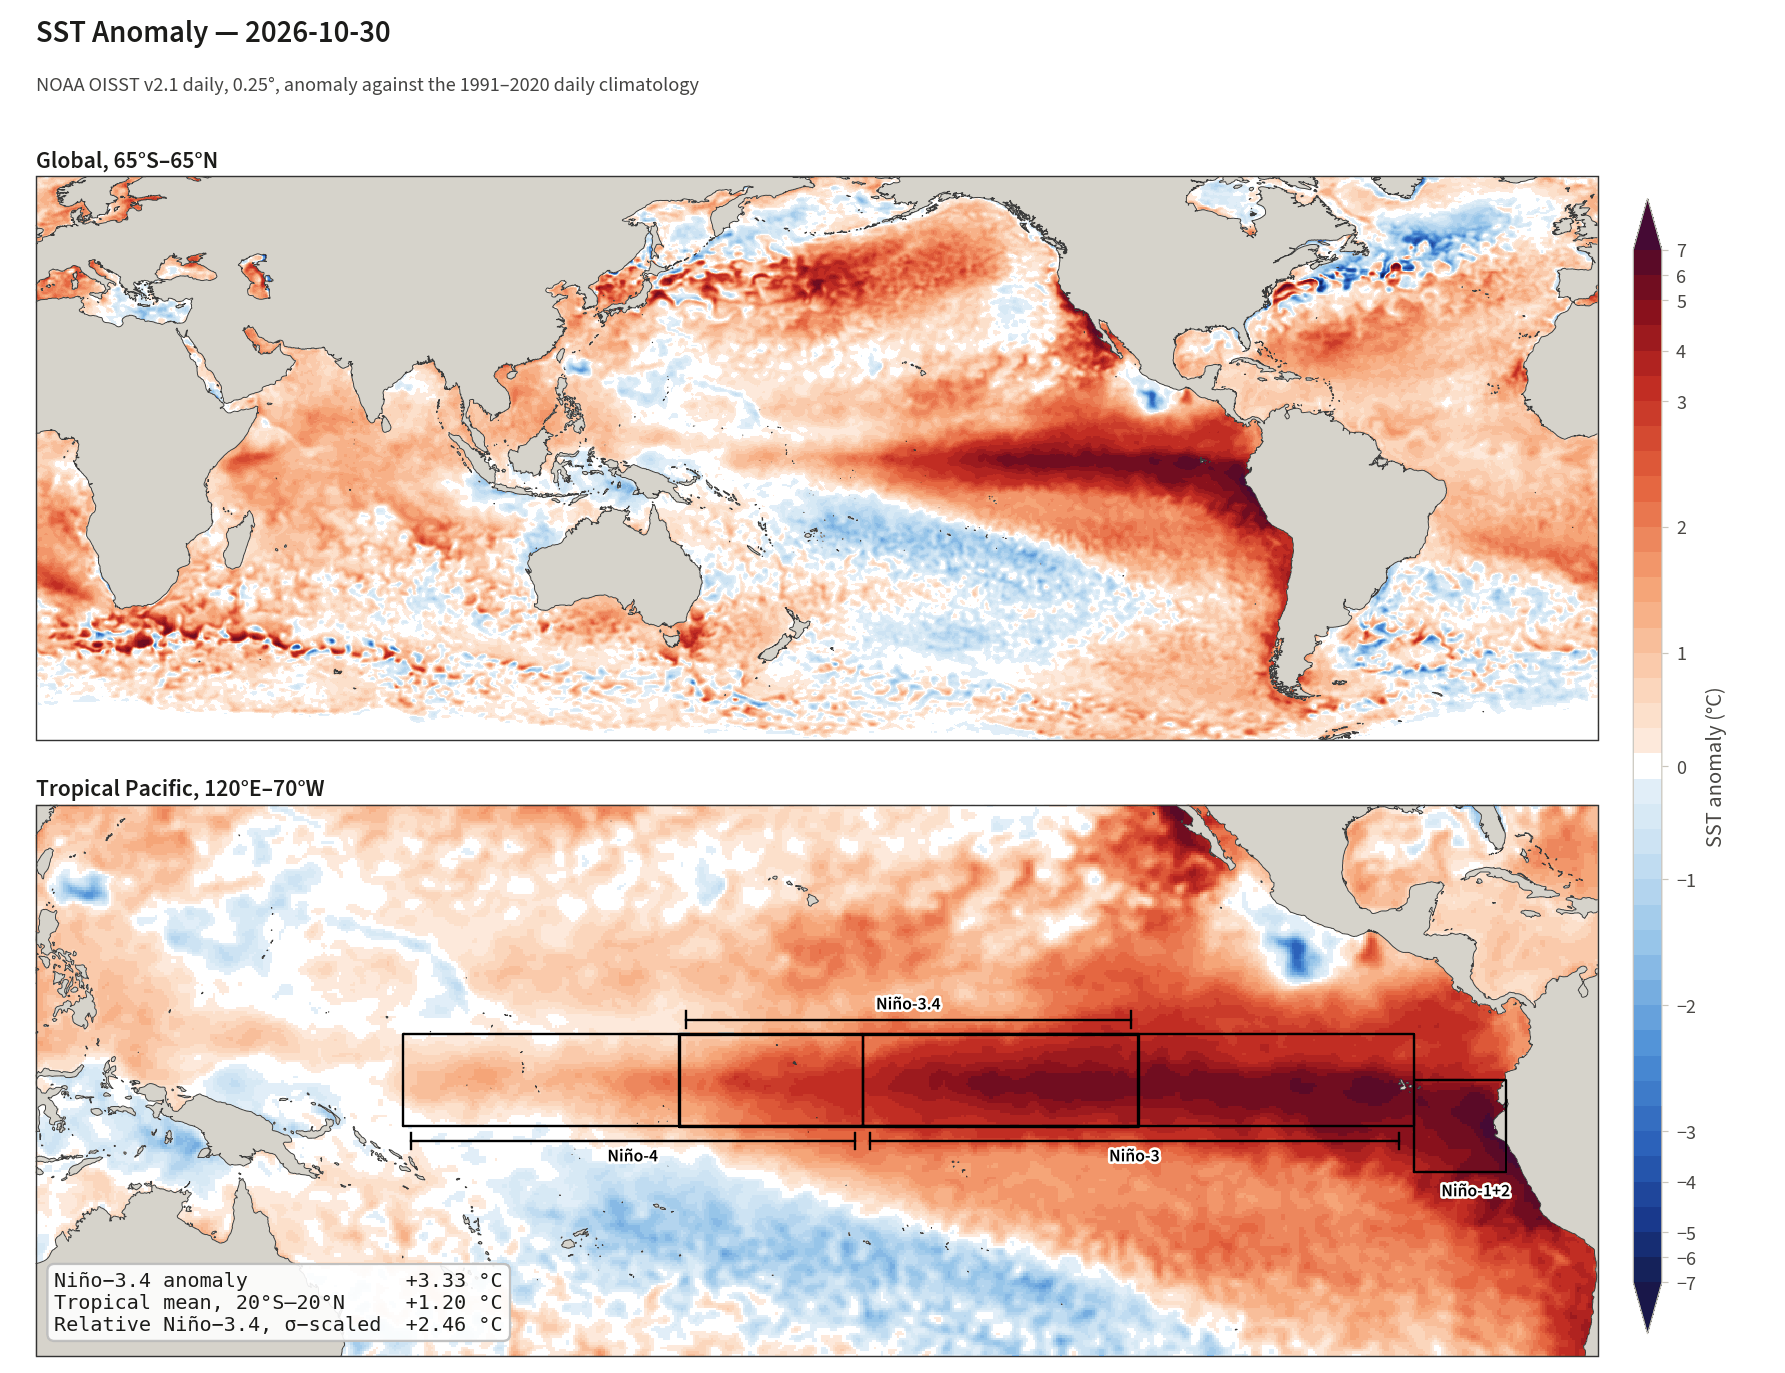 SST Anomaly — 2026-10-30
NOAA OISST v2.1 daily, 0.25°, anomaly against the 1991–2020 daily climatology
Global, 65°S–65°N
7
6
5
4
3
2
1
0
−1
−2
−3
−4
−5
−6
−7
SST anomaly (°C)
Tropical Pacific, 120°E–70°W
Niño-3.4
Niño-4
Niño-3
Niño-1+2
Niño−3.4 anomaly +3.33 °C
Tropical mean, 20°S–20°N +1.20 °C
Relative Niño−3.4, σ−scaled +2.46 °C